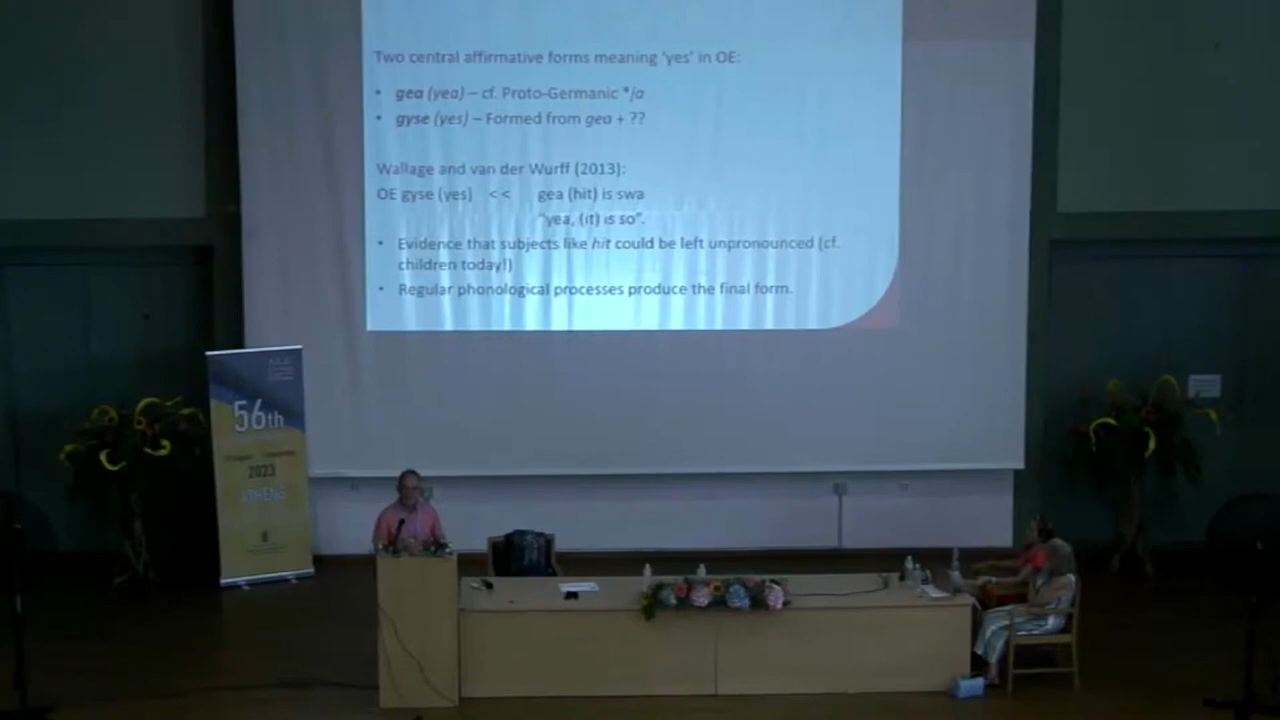 Two central affirmative forms meaning 'yes' in OE:
• gea (yea) – cf. Proto-Germanic *ja
• gyse (yes) – Formed from gea + ??
Wallage and van der Wurff (2013):
OE gyse (yes) << gea (hit) is swa
"yea, (it) is so".
• Evidence that subjects like hit could be left unpronounced (cf.
children today!)
• Regular phonological processes produce the final form.
56th
2023
ATHENS